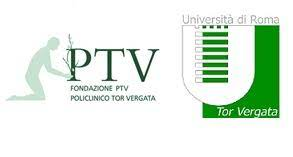 PTV
FONDAZIONE PTV
POLICLINICO TOR VERGATA
Università di Roma
Tor Vergata